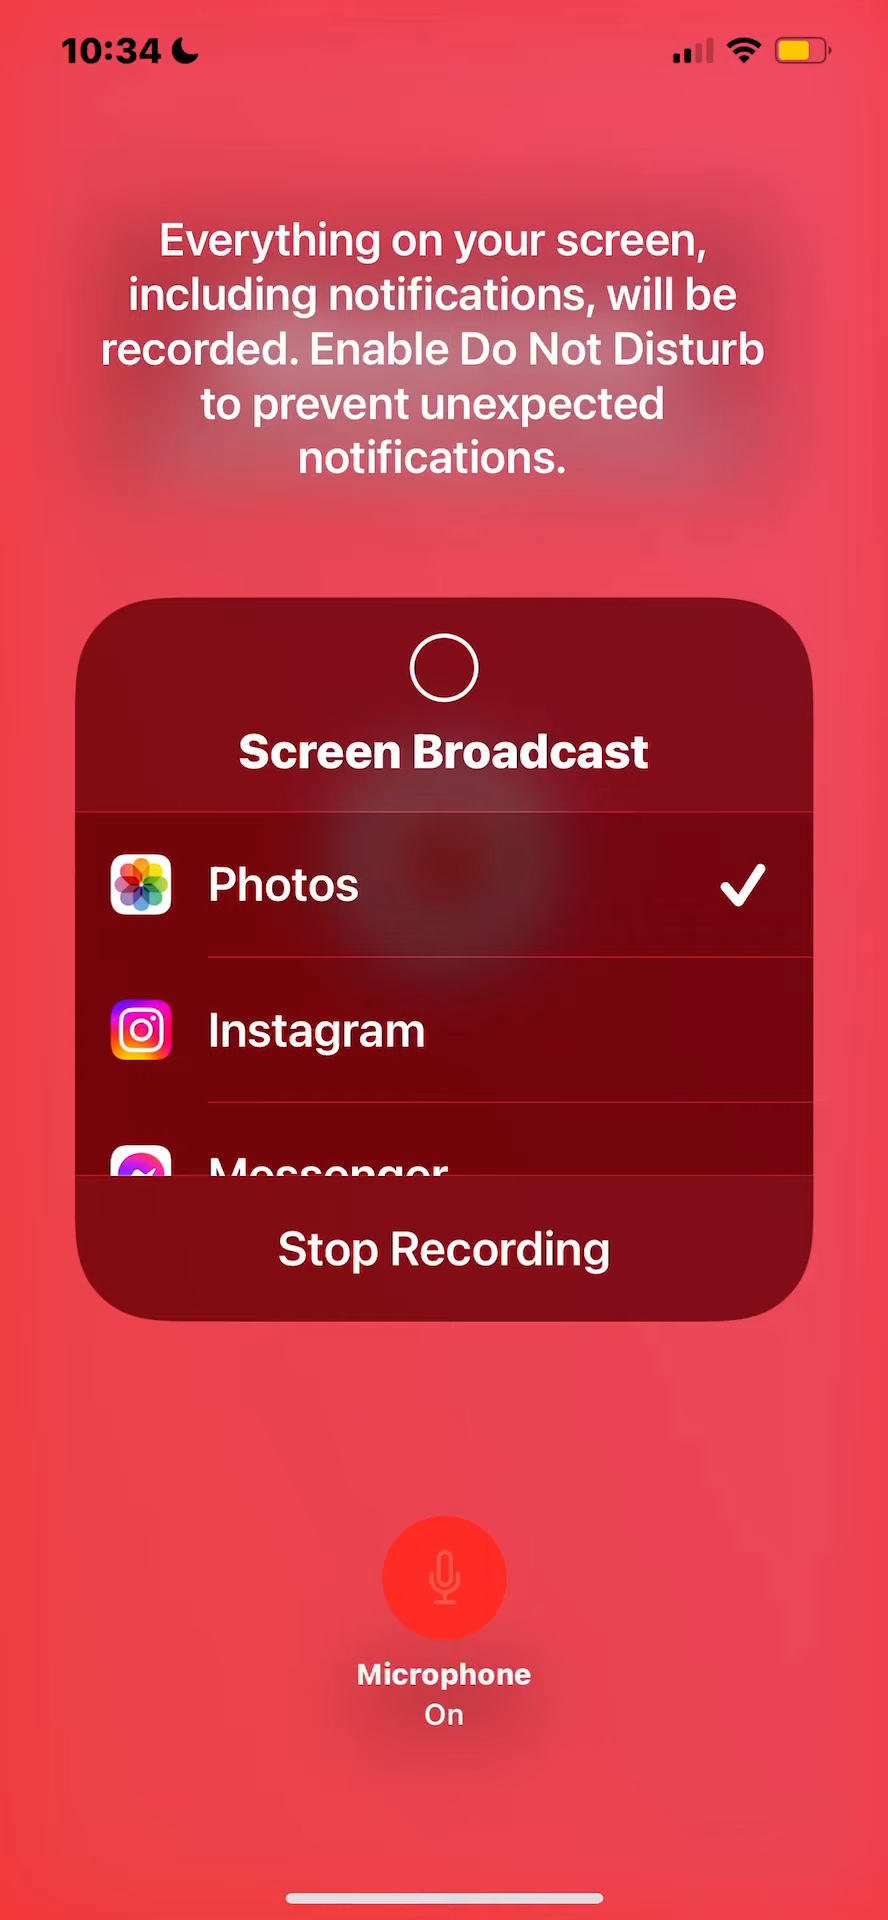 10:34
Everything on your screen,
including notifications, will be
recorded. Enable Do Not Disturb
to prevent unexpected
notifications.
Screen Broadcast
Photos
Instagram
Messenger
Stop Recording
Microphone
On